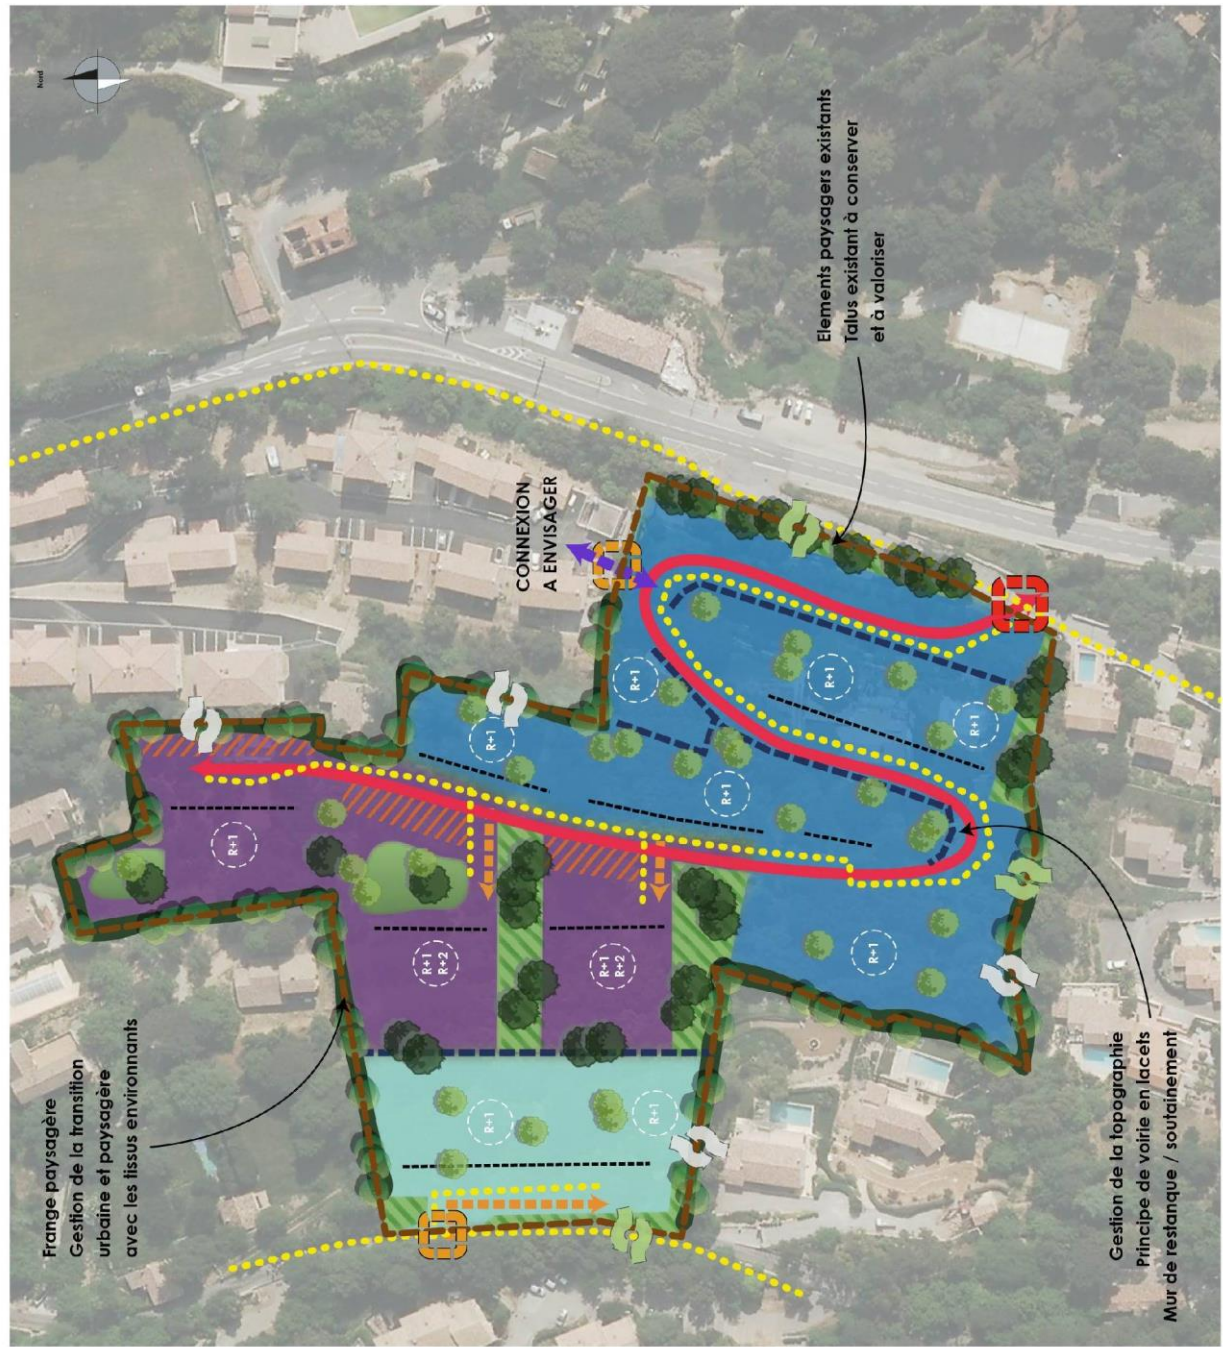 Nord
Elements paysagers existants
Talus existant à conserver
et à valoriser
CONNEXION
A ENVISAGER
R+1
R+1
R+1
R+1
R+1
R+1
R+1
R+2
R+1
R+2
R+1
R+1
R+1
Frange paysagère
Gestion de la transition
urbaine et paysagère
avec les tissus environnants
Gestion de la topographie
Principe de voirie en lacets
Mur de restanque / soutainement